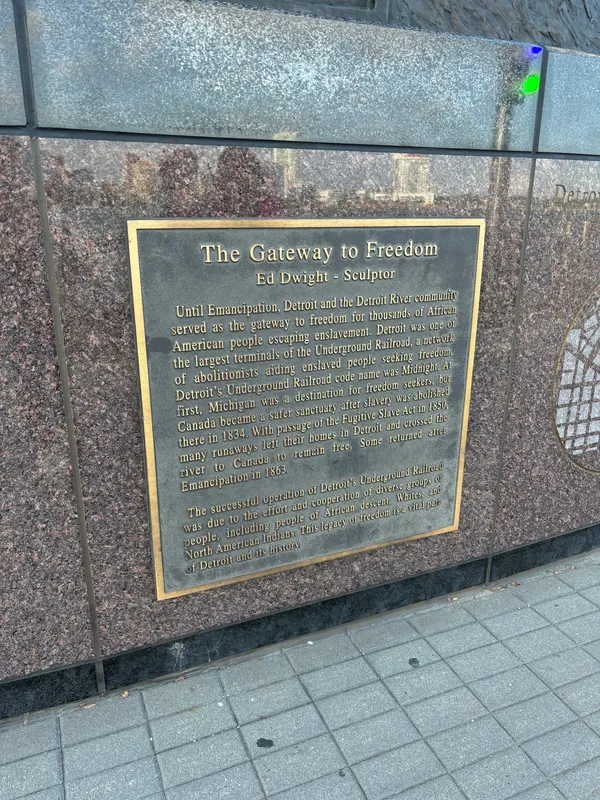 The Gateway to Freedom
Ed Dwight - Sculptor
Until Emancipation, Detroit and the Detroit River community
served as the gateway to freedom for thousands of African
American people escaping enslavement. Detroit was one of
the largest terminals of the Underground Railroad, a network
of abolitionists aiding enslaved people seeking freedom.
Detroit's Underground Railroad code name was Midnight. At
first, Michigan was a destination for freedom seekers, but
Canada became a safer sanctuary after slavery was abolished
there in 1834. With passage of the Fugitive Slave Act in 1850,
many runaways left their homes in Detroit and crossed the
river to Canada to remain free. Some returned after
Emancipation in 1863.
The successful operation of Detroit's Underground Railroad
was due to the effort and cooperation of diverse groups of
people, including people of African descent, Whites, and
North American Indians. This legacy of freedom is a vital part
of Detroit and its history.